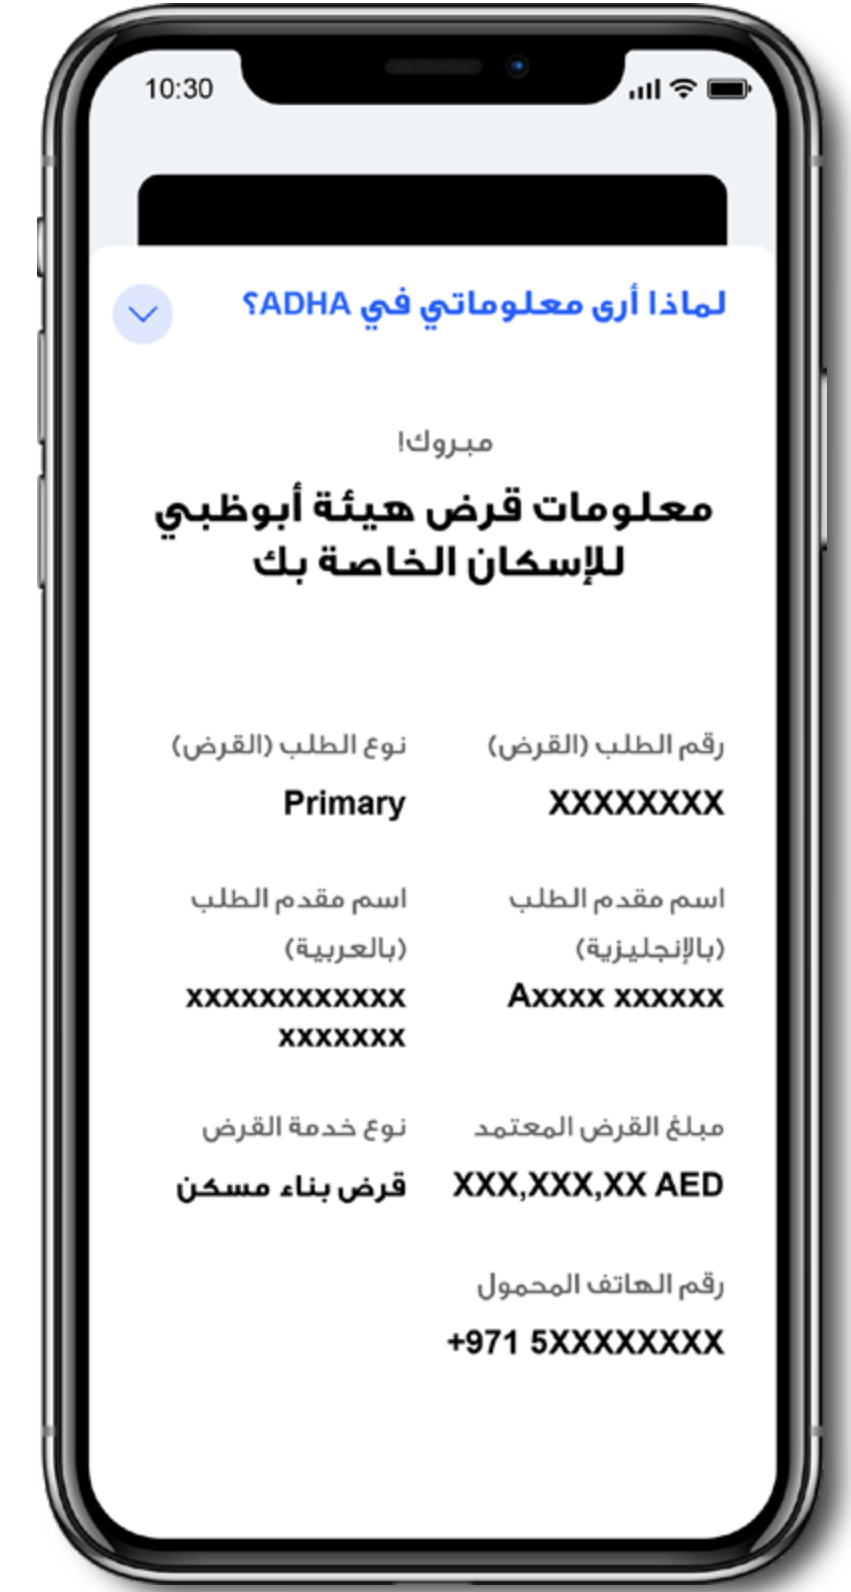 10:30
لماذا أرى معلوماتي في ADHA؟
مبروك!
معلومات قرض هيئة أبوظبي
للإسكان الخاصة بك
رقم الطلب (القرض)
XXXXXXXX
نوع الطلب (القرض)
Primary
اسم مقدم الطلب
(بالإنجليزية)
Axxxx xxxxxx
اسم مقدم الطلب
(بالعربية)
xxxxxxxxxxxx
xxxxxxx
مبلغ القرض المعتمد
XXX,XXX,XX AED
نوع خدمة القرض
قرض بناء مسكن
رقم الهاتف المحمول
+971 5XXXXXXXX